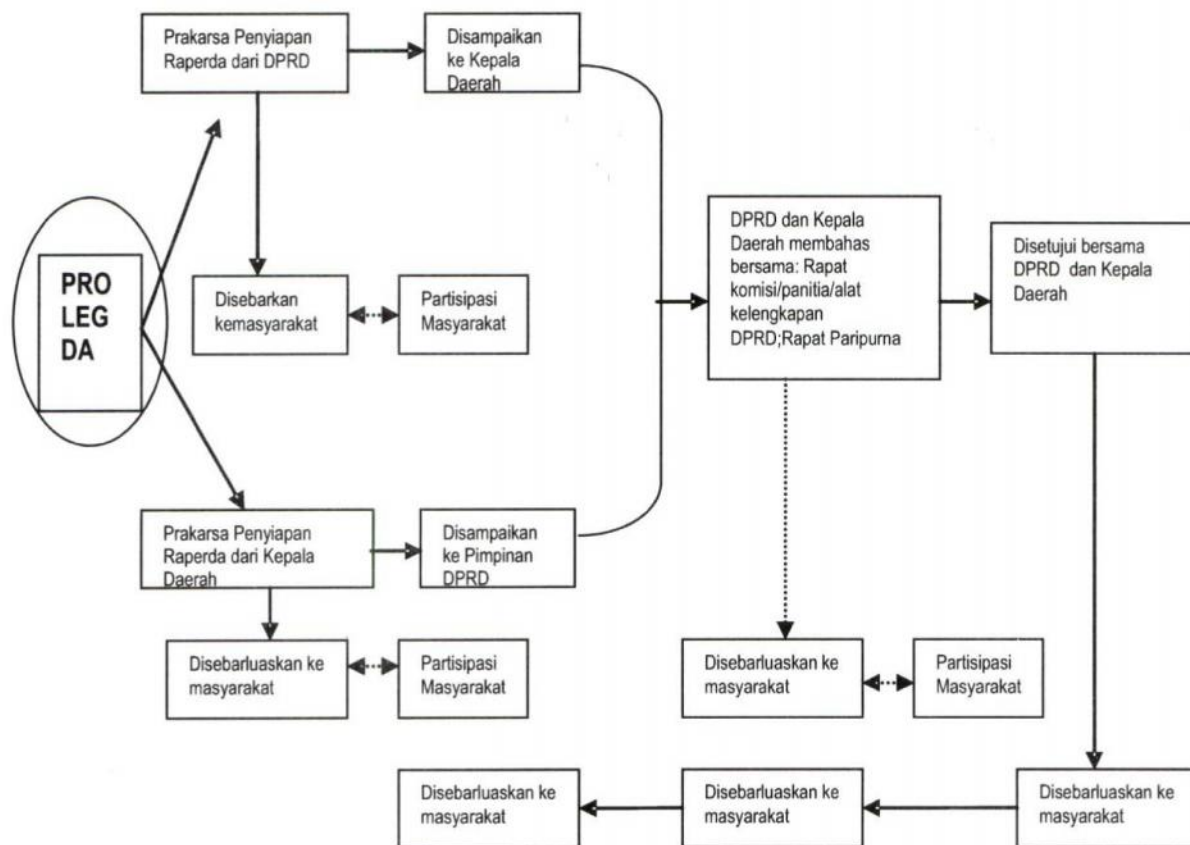 Prakarsa Penyiapan
Raperda dari DPRD
Disampaikan
ke Kepala
Daerah
PRO
LEG
DA
Disebarkan
kemasyarakat
Partisipasi
Masyarakat
DPRD dan Kepala
Daerah membahas
bersama: Rapat
komisi/panitia/alat
kelengkapan
DPRD;Rapat Paripurna
Disetujui bersama
DPRD dan Kepala
Daerah
Prakarsa Penyiapan
Raperda dari Kepala
Daerah
Disampaikan
ke Pimpinan
DPRD
Disebarluaskan ke
masyarakat
Partisipasi
Masyarakat
Disebarluaskan ke
masyarakat
Partisipasi
Masyarakat
Disebarluaskan ke
masyarakat
Disebarluaskan ke
masyarakat
Disebarluaskan ke
masyarakat